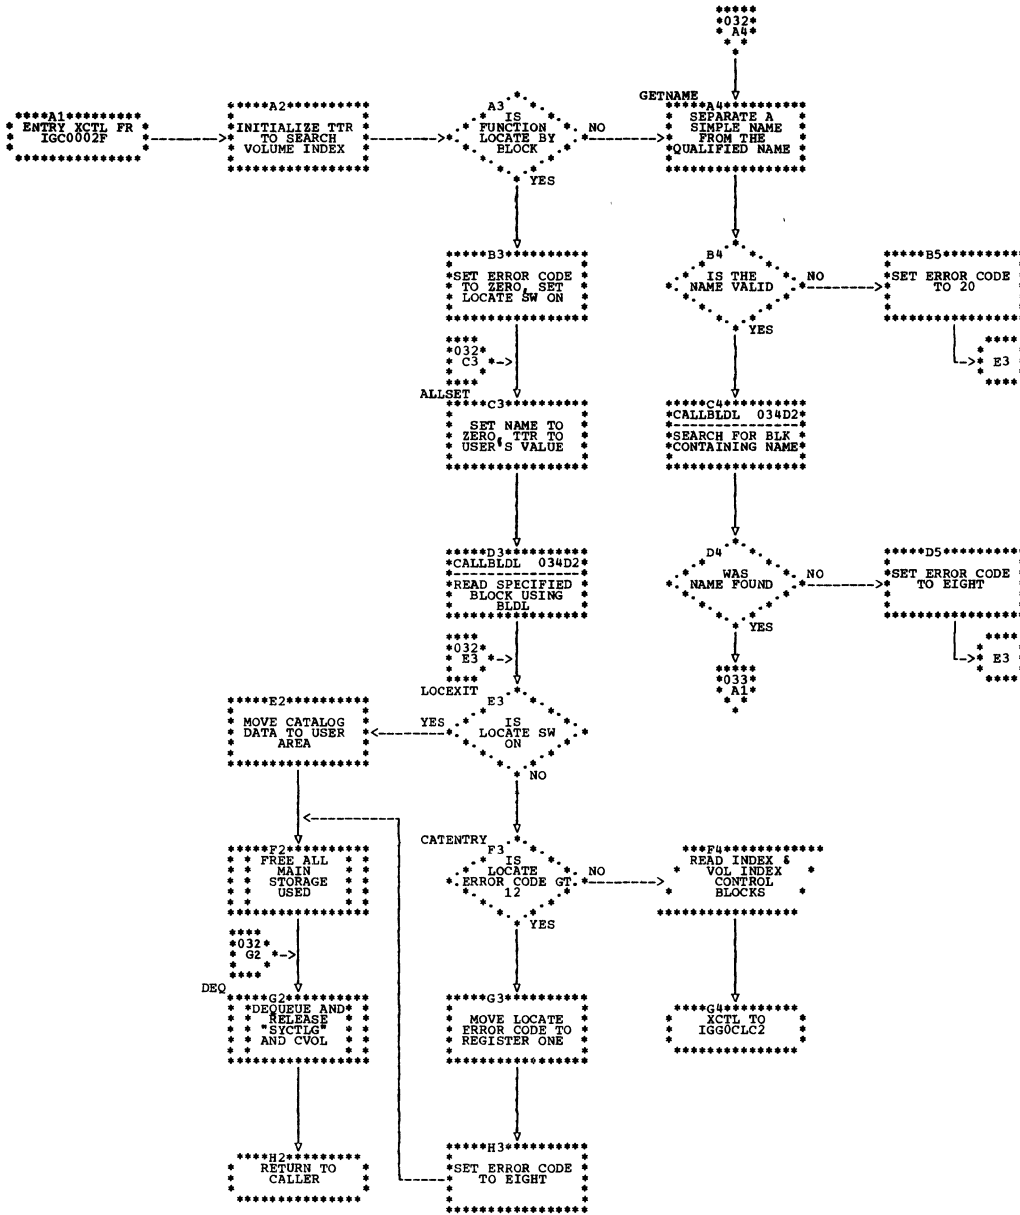 032
A4
A1
ENTRY XCTL FR
IGC0002F
A2
INITIALIZE TTR
TO SEARCH
VOLUME INDEX
A3
IS
FUNCTION
LOCATE BY
BLOCK
NO
YES
GETNAME
A4
SEPARATE A
SIMPLE NAME
FROM THE
QUALIFIED NAME
B3
SET ERROR CODE
TO ZERO, SET
LOCATE SW ON
B4
IS THE
NAME VALID
NO
YES
B5
SET ERROR CODE
TO 20
E3
032
C3
ALLSET
C3
SET NAME TO
ZERO, TTR TO
USER'S VALUE
C4
CALLBLDL 034D2
SEARCH FOR BLK
CONTAINING NAME
D3
CALLBLDL 034D2
READ SPECIFIED
BLOCK USING
BLDL
D4
WAS
NAME FOUND
NO
YES
D5
SET ERROR CODE
TO EIGHT
E3
032
E3
033
A1
LOCEXIT
E2
MOVE CATALOG
DATA TO USER
AREA
E3
IS
LOCATE SW
ON
YES
NO
CATENTRY
F2
FREE ALL
MAIN
STORAGE
USED
F3
IS
LOCATE
ERROR CODE GT
12
NO
YES
F4
READ INDEX &
VOL INDEX
CONTROL
BLOCKS
032
G2
DEQ
G2
DEQUEUE AND
RELEASE
"SYCTLG"
AND CVOL
G3
MOVE LOCATE
ERROR CODE TO
REGISTER ONE
G4
XCTL TO
IGG0CLC2
H2
RETURN TO
CALLER
H3
SET ERROR CODE
TO EIGHT